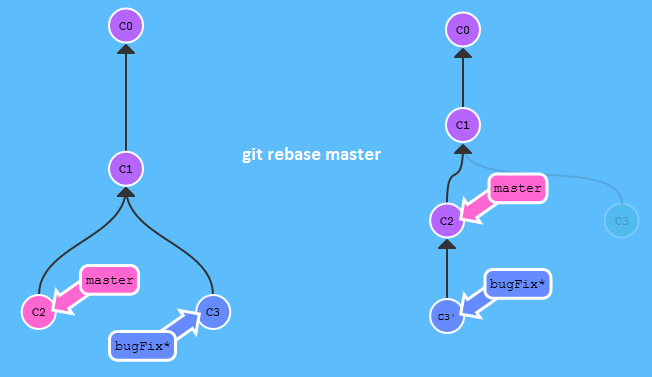 C0
C1
git rebase master
master
C2
C3
bugFix*
C0
C1
master
C2
C3
bugFix*
C3'